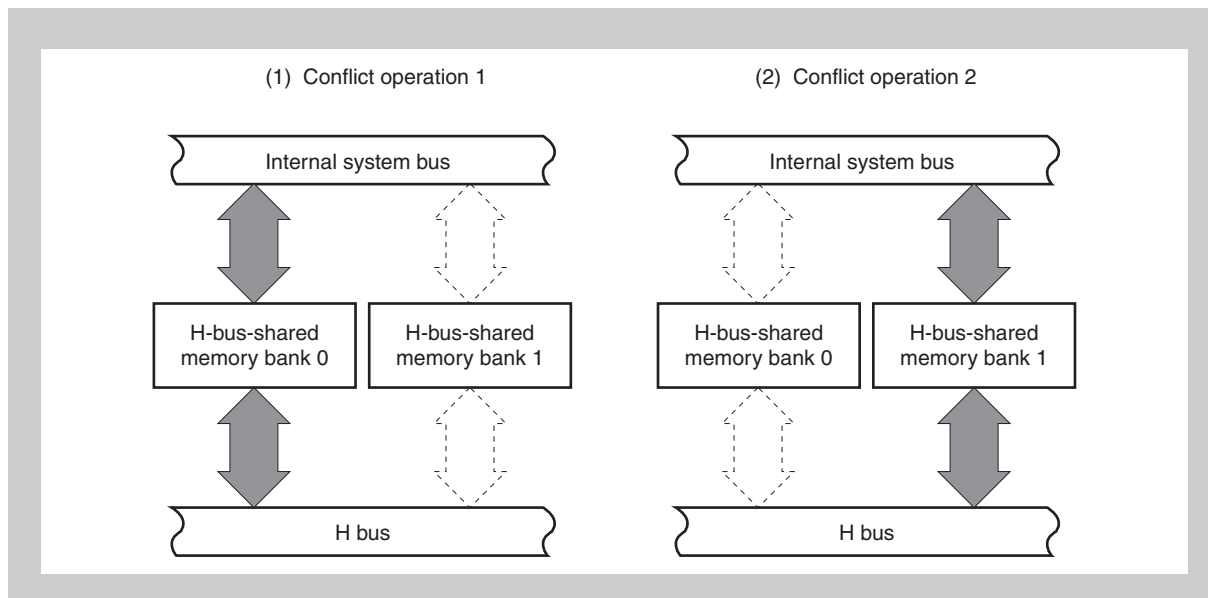 (1) Conflict operation 1
Internal system bus
H-bus-shared
memory bank 0
H-bus-shared
memory bank 1
H bus
(2) Conflict operation 2
Internal system bus
H-bus-shared
memory bank 0
H-bus-shared
memory bank 1
H bus